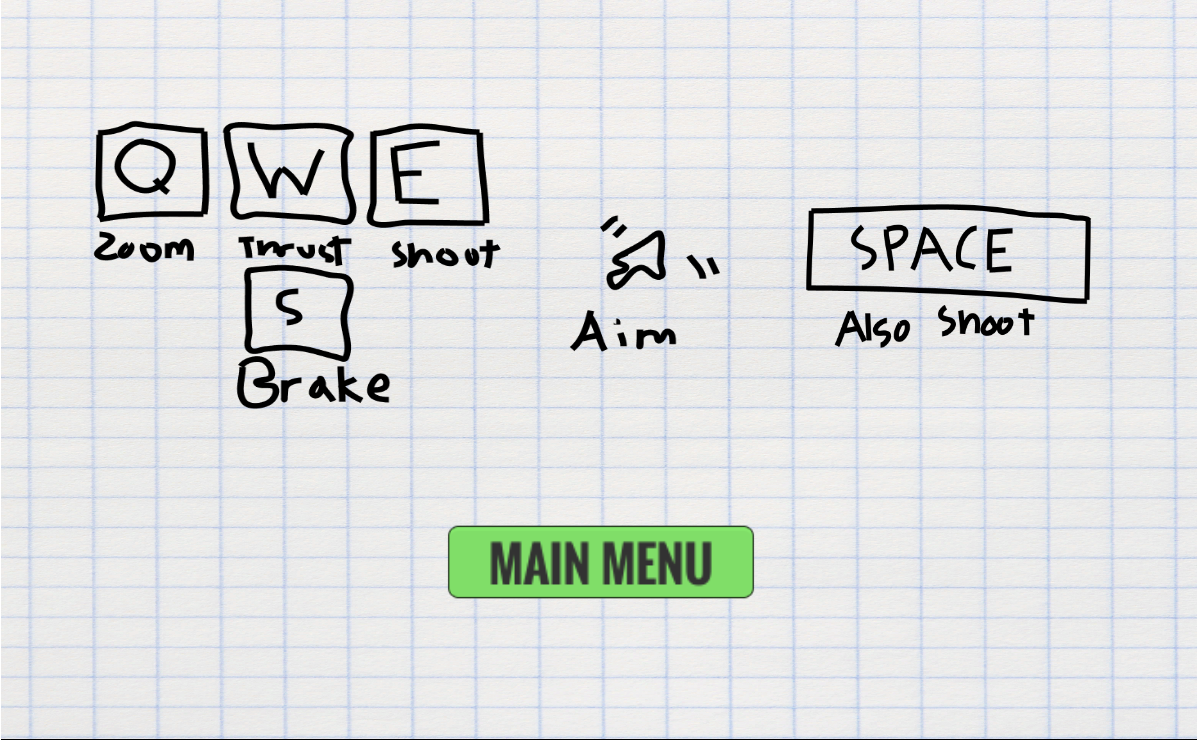 Q W E
Zoom Thrust Shoot
S
Brake
Aim
SPACE
Also Shoot
MAIN MENU